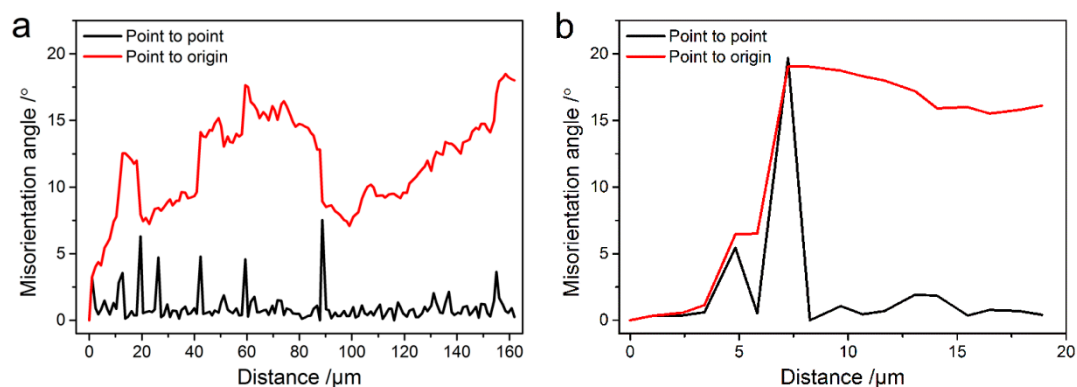 a
Point to point
Point to origin
20
15
10
5
0
Misorientation angle /°
0 20 40 60 80 100 120 140 160
Distance /µm
b
Point to point
Point to origin
20
15
10
5
0
Misorientation angle /°
0 5 10 15 20
Distance /µm